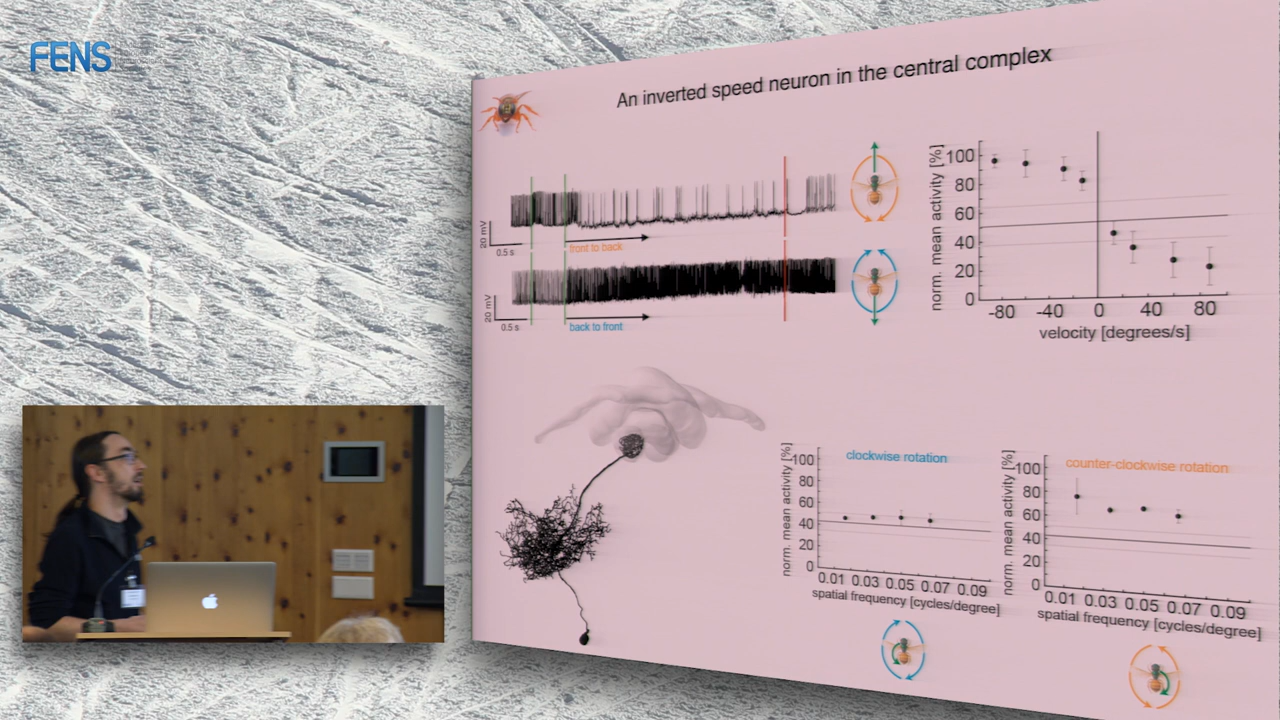 FENS
An inverted speed neuron in the central complex
20 mV
0.5 s
front to back
20 mV
0.5 s
back to front
norm. mean activity [%]
100
80
60
40
20
0
-80 -40 0 40 80
velocity [degrees/s]
clockwise rotation
norm. mean activity [%]
100
80
60
40
20
0
0.01 0.03 0.05 0.07 0.09
spatial frequency [cycles/degree]
counter-clockwise rotation
norm. mean activity [%]
100
80
60
40
20
0
0.01 0.03 0.05 0.07 0.09
spatial frequency [cycles/degree]